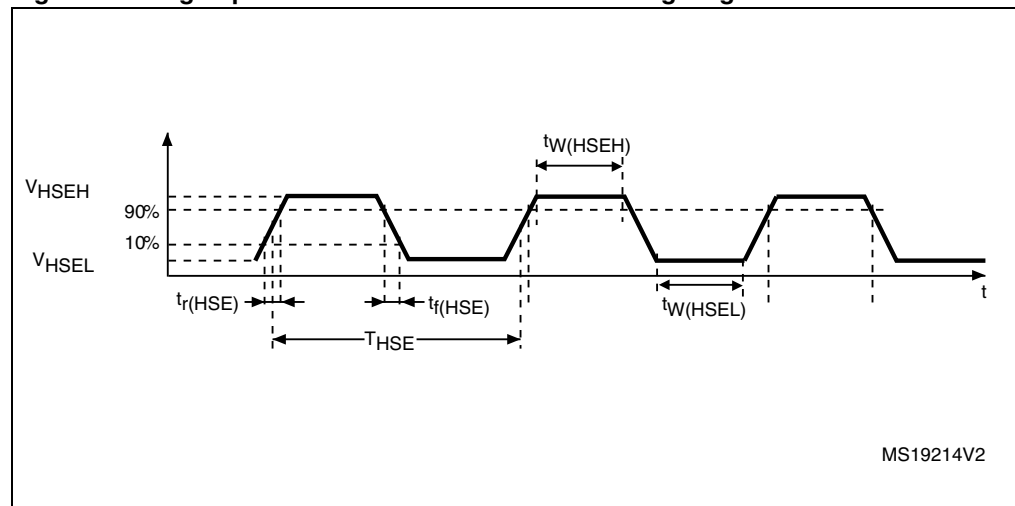 tW(HSEH)
VHSEH
90%
10%
VHSEL
tr(HSE)
tf(HSE)
tW(HSEL)
t
THSE
MS19214V2